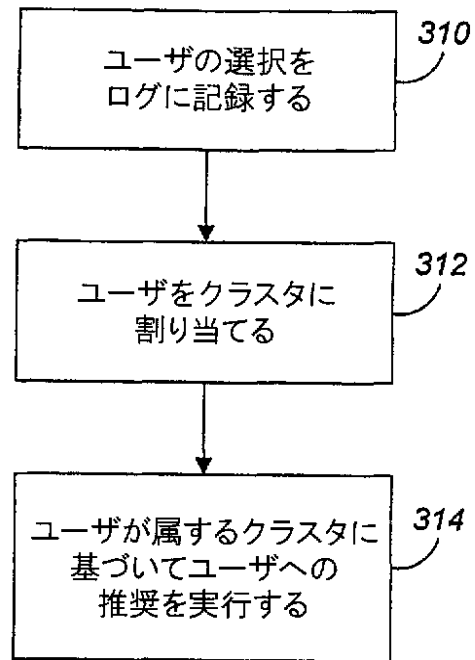 310
ユーザの選択を
ログに記録する
312
ユーザをクラスタに
割り当てる
314
ユーザが属するクラスタに
基づいてユーザへの
推奨を実行する